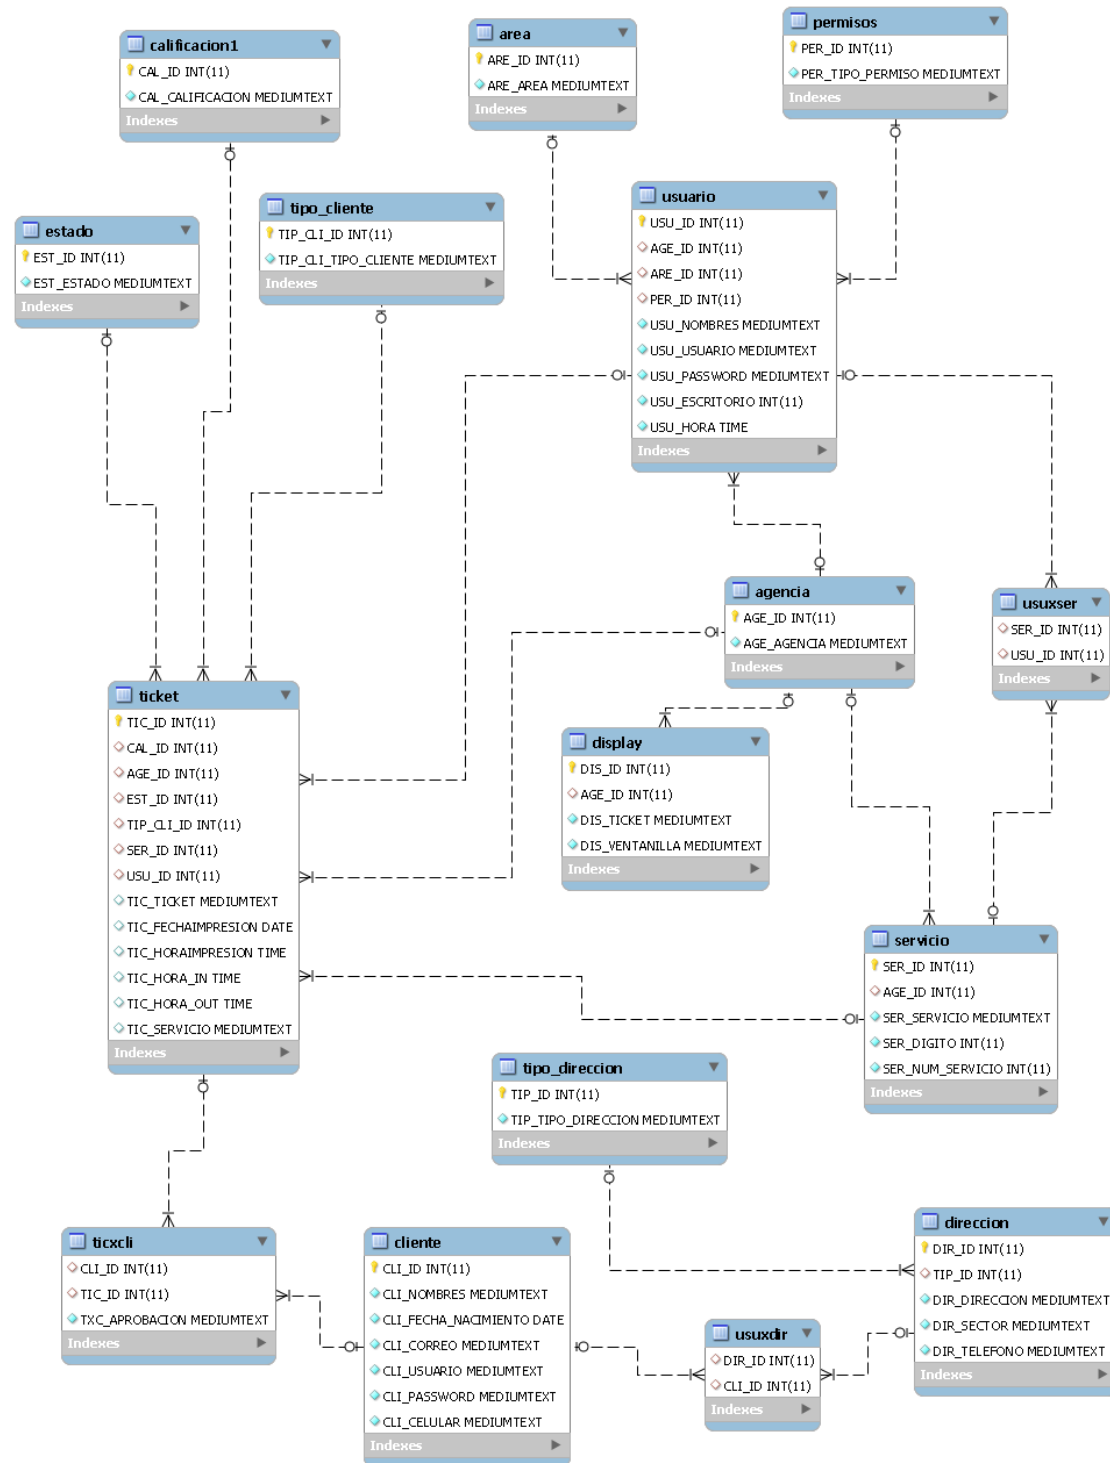 calificacion1
CAL_ID INT(11)
CAL_CALIFICACION MEDIUMTEXT
Indexes
area
ARE_ID INT(11)
ARE_AREA MEDIUMTEXT
Indexes
permisos
PER_ID INT(11)
PER_TIPO_PERMISO MEDIUMTEXT
Indexes
estado
EST_ID INT(11)
EST_ESTADO MEDIUMTEXT
Indexes
tipo_cliente
TIP_CLI_ID INT(11)
TIP_CLI_TIPO_CLIENTE MEDIUMTEXT
Indexes
usuario
USU_ID INT(11)
AGE_ID INT(11)
ARE_ID INT(11)
PER_ID INT(11)
USU_NOMBRES MEDIUMTEXT
USU_USUARIO MEDIUMTEXT
USU_PASSWORD MEDIUMTEXT
USU_ESCRITORIO INT(11)
USU_HORA TIME
Indexes
agencia
AGE_ID INT(11)
AGE_AGENCIA MEDIUMTEXT
Indexes
usuxser
SER_ID INT(11)
USU_ID INT(11)
Indexes
ticket
TIC_ID INT(11)
CAL_ID INT(11)
AGE_ID INT(11)
EST_ID INT(11)
TIP_CLI_ID INT(11)
SER_ID INT(11)
USU_ID INT(11)
TIC_TICKET MEDIUMTEXT
TIC_FECHAIMPRESION DATE
TIC_HORAIMPRESION TIME
TIC_HORA_IN TIME
TIC_HORA_OUT TIME
TIC_SERVICIO MEDIUMTEXT
Indexes
display
DIS_ID INT(11)
AGE_ID INT(11)
DIS_TICKET MEDIUMTEXT
DIS_VENTANILLA MEDIUMTEXT
Indexes
servicio
SER_ID INT(11)
AGE_ID INT(11)
SER_SERVICIO MEDIUMTEXT
SER_DIGITO INT(11)
SER_NUM_SERVICIO INT(11)
Indexes
tipo_direccion
TIP_ID INT(11)
TIP_TIPO_DIRECCION MEDIUMTEXT
Indexes
ticxcli
CLI_ID INT(11)
TIC_ID INT(11)
TXC_APROBACION MEDIUMTEXT
Indexes
cliente
CLI_ID INT(11)
CLI_NOMBRES MEDIUMTEXT
CLI_FECHA_NACIMIENTO DATE
CLI_CORREO MEDIUMTEXT
CLI_USUARIO MEDIUMTEXT
CLI_PASSWORD MEDIUMTEXT
CLI_CELULAR MEDIUMTEXT
Indexes
usuxdir
DIR_ID INT(11)
CLI_ID INT(11)
Indexes
direccion
DIR_ID INT(11)
TIP_ID INT(11)
DIR_DIRECCION MEDIUMTEXT
DIR_SECTOR MEDIUMTEXT
DIR_TELEFONO MEDIUMTEXT
Indexes